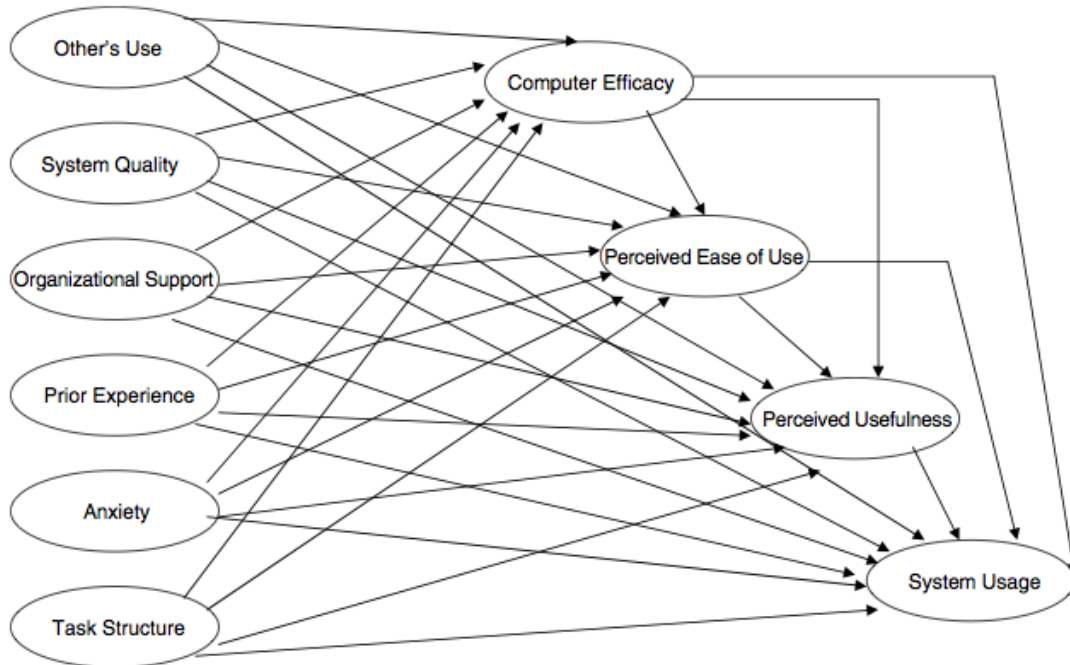 Other's Use
Computer Efficacy
System Quality
Perceived Ease of Use
Organizational Support
Prior Experience
Perceived Usefulness
Anxiety
System Usage
Task Structure